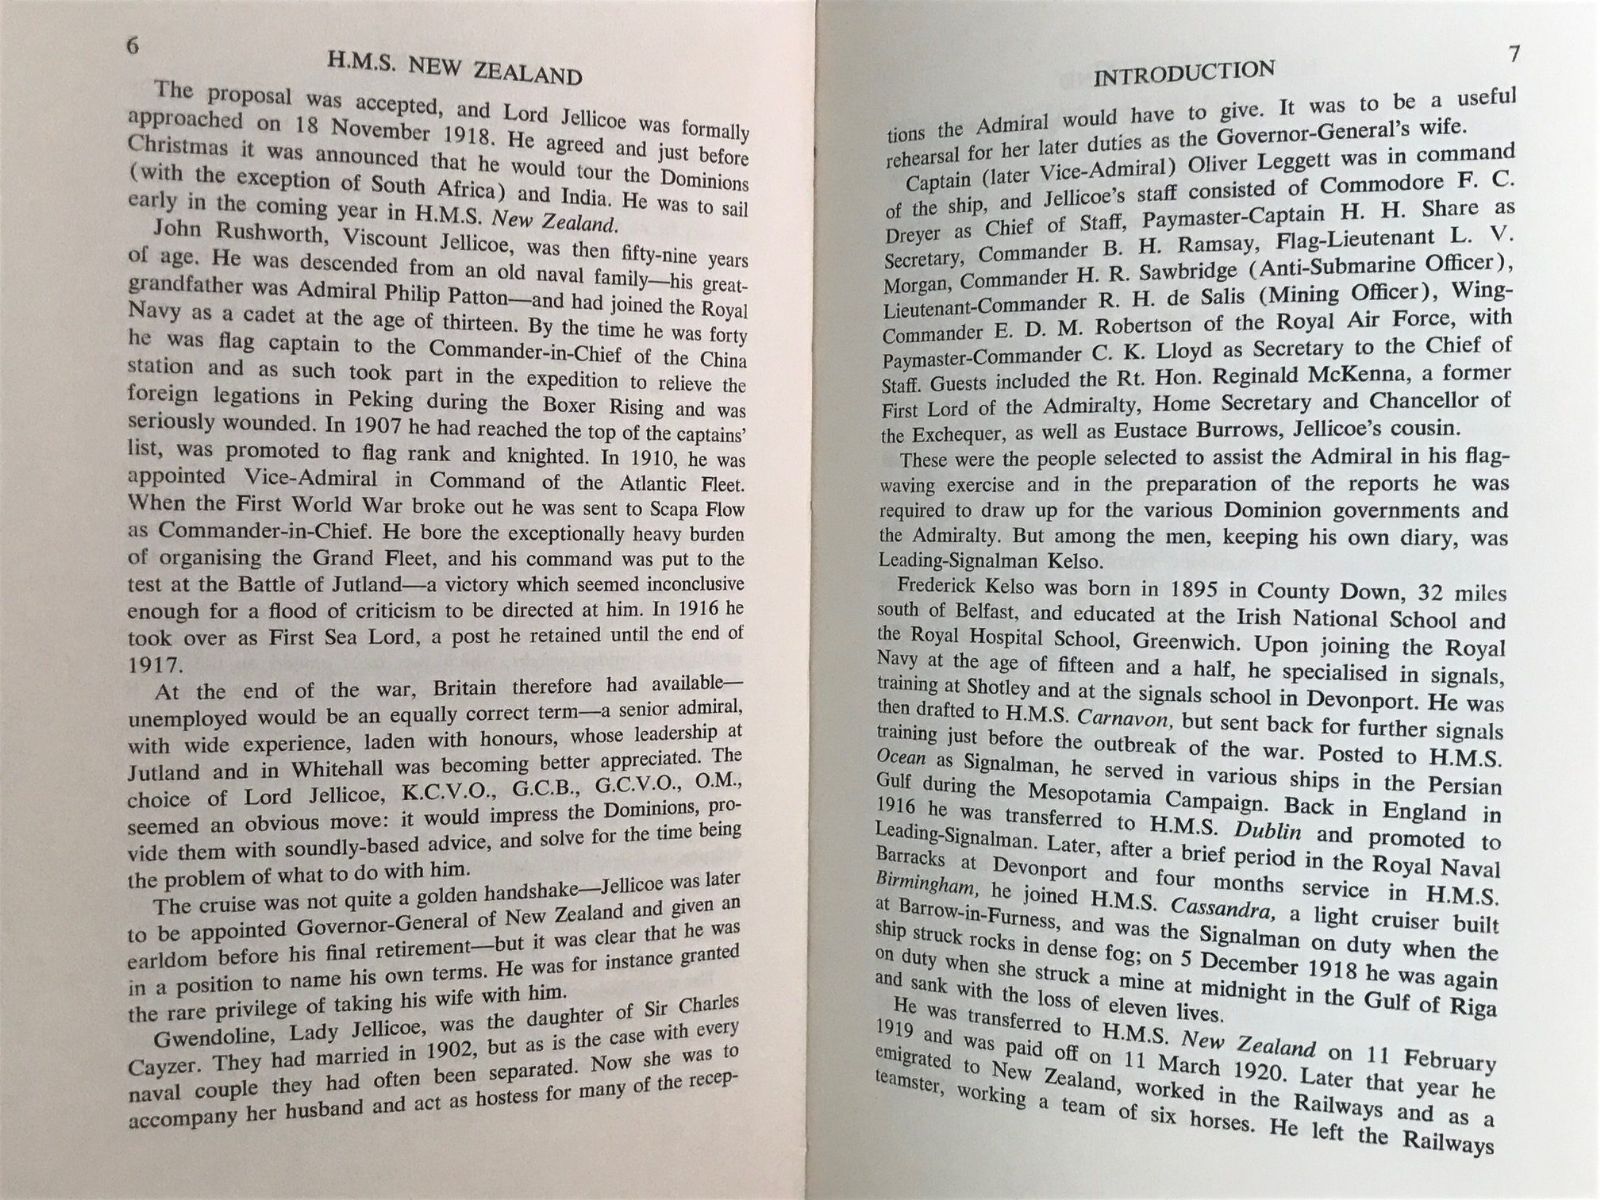 6
H.M.S. NEW ZEALAND
The proposal was accepted, and Lord Jellicoe was formally
approached on 18 November 1918. He agreed and just before
Christmas it was announced that he would tour the Dominions
(with the exception of South Africa) and India. He was to sail
early in the coming year in H.M.S. New Zealand.
John Rushworth, Viscount Jellicoe, was then fifty-nine years
of age. He was descended from an old naval family—his great-
grandfather was Admiral Philip Patton—and had joined the Royal
Navy as a cadet at the age of thirteen. By the time he was forty
he was flag captain to the Commander-in-Chief of the China
station and as such took part in the expedition to relieve the
foreign legations in Peking during the Boxer Rising and was
seriously wounded. In 1907 he had reached the top of the captains'
list, was promoted to flag rank and knighted. In 1910, he was
appointed Vice-Admiral in Command of the Atlantic Fleet.
When the First World War broke out he was sent to Scapa Flow
as Commander-in-Chief. He bore the exceptionally heavy burden
of organising the Grand Fleet, and his command was put to the
test at the Battle of Jutland—a victory which seemed inconclusive
enough for a flood of criticism to be directed at him. In 1916 he
took over as First Sea Lord, a post he retained until the end of
1917.
At the end of the war, Britain therefore had available—
unemployed would be an equally correct term—a senior admiral,
with wide experience, laden with honours, whose leadership at
Jutland and in Whitehall was becoming better appreciated. The
choice of Lord Jellicoe, K.C.V.O., G.C.B., G.C.V.O., O.M.,
seemed an obvious move: it would impress the Dominions, pro-
vide them with soundly-based advice, and solve for the time being
the problem of what to do with him.
The cruise was not quite a golden handshake—Jellicoe was later
to be appointed Governor-General of New Zealand and given an
earldom before his final retirement—but it was clear that he was
in a position to name his own terms. He was for instance granted
the rare privilege of taking his wife with him.
Gwendoline, Lady Jellicoe, was the daughter of Sir Charles
Cayzer. They had married in 1902, but as is the case with every
naval couple they had often been separated. Now she was to
accompany her husband and act as hostess for many of the recep-
7
INTRODUCTION
tions the Admiral would have to give. It was to be a useful
rehearsal for her later duties as the Governor-General's wife.
Captain (later Vice-Admiral) Oliver Leggett was in command
of the ship, and Jellicoe's staff consisted of Commodore F. C.
Dreyer as Chief of Staff, Paymaster-Captain H. H. Share as
Secretary, Commander B. H. Ramsay, Flag-Lieutenant L. V.
Morgan, Commander H. R. Sawbridge (Anti-Submarine Officer),
Lieutenant-Commander R. H. de Salis (Mining Officer), Wing-
Commander E. D. M. Robertson of the Royal Air Force, with
Paymaster-Commander C. K. Lloyd as Secretary to the Chief of
Staff. Guests included the Rt. Hon. Reginald McKenna, a former
First Lord of the Admiralty, Home Secretary and Chancellor of
the Exchequer, as well as Eustace Burrows, Jellicoe's cousin.
These were the people selected to assist the Admiral in his flag-
waving exercise and in the preparation of the reports he was
required to draw up for the various Dominion governments and
the Admiralty. But among the men, keeping his own diary, was
Leading-Signalman Kelso.
Frederick Kelso was born in 1895 in County Down, 32 miles
south of Belfast, and educated at the Irish National School and
the Royal Hospital School, Greenwich. Upon joining the Royal
Navy at the age of fifteen and a half, he specialised in signals,
training at Shotley and at the signals school in Devonport. He was
then drafted to H.M.S. Carnavon, but sent back for further signals
training just before the outbreak of the war. Posted to H.M.S.
Ocean as Signalman, he served in various ships in the Persian
Gulf during the Mesopotamia Campaign. Back in England in
1916 he was transferred to H.M.S. Dublin and promoted to
Leading-Signalman. Later, after a brief period in the Royal Naval
Barracks at Devonport and four months service in H.M.S.
Birmingham, he joined H.M.S. Cassandra, a light cruiser built
at Barrow-in-Furness, and was the Signalman on duty when the
ship struck rocks in dense fog; on 5 December 1918 he was again
on duty when she struck a mine at midnight in the Gulf of Riga
and sank with the loss of eleven lives.
He was transferred to H.M.S. New Zealand on 11 February
1919 and was paid off on 11 March 1920. Later that year he
emigrated to New Zealand, worked in the Railways and as a
teamster, working a team of six horses. He left the Railways